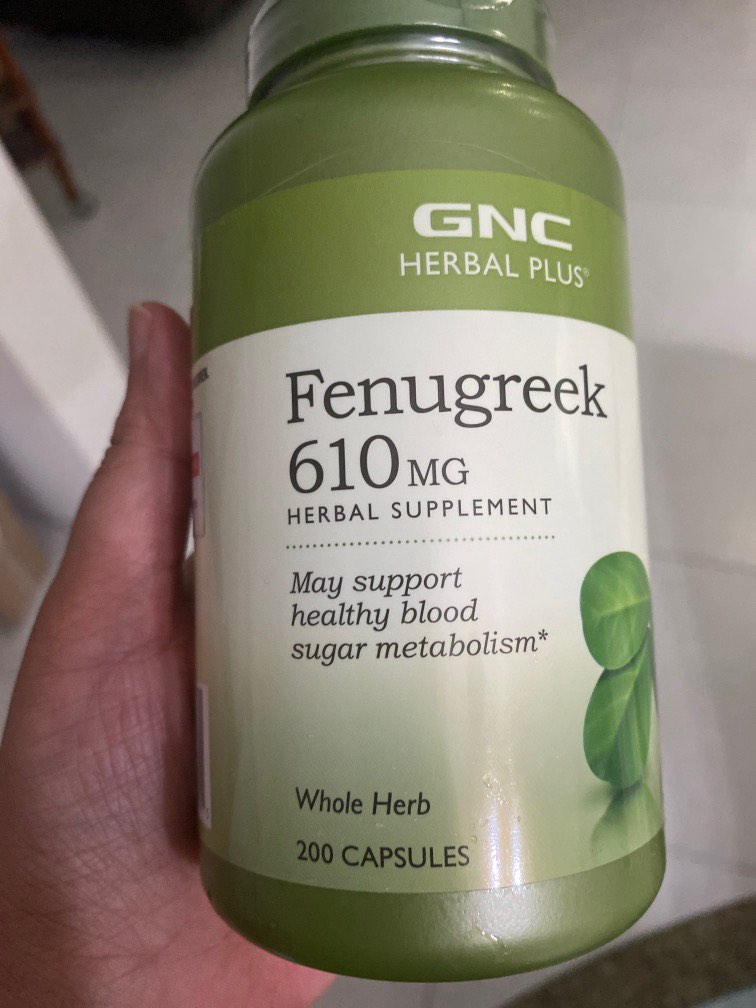 GNC
HERBAL PLUS®
Fenugreek
610 MG
HERBAL SUPPLEMENT
May support
healthy blood
sugar metabolism*
Whole Herb
200 CAPSULES